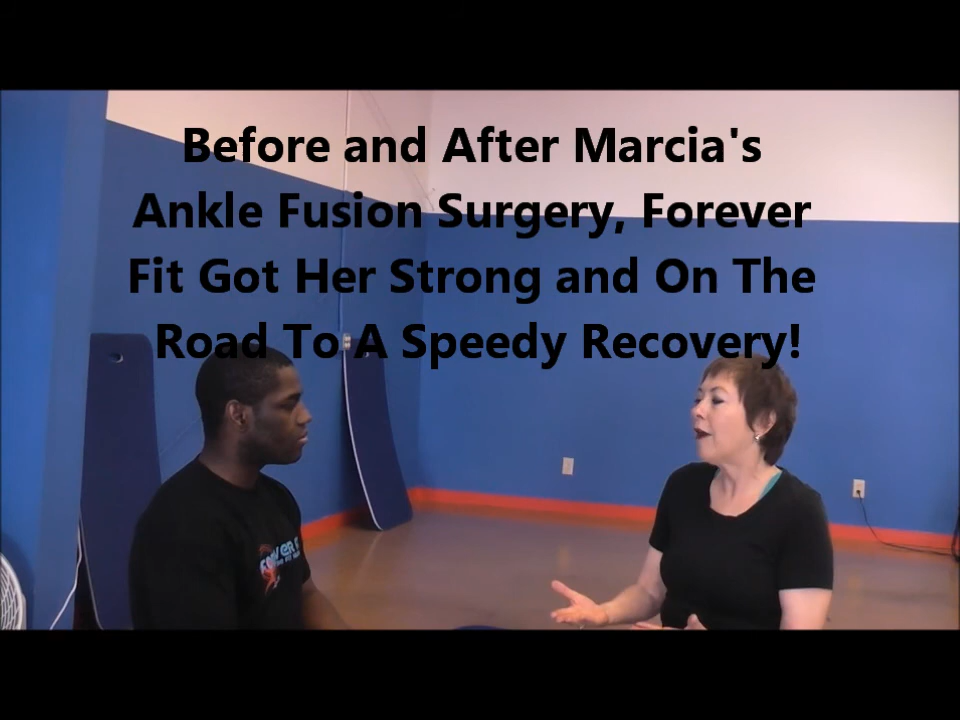 Before and After Marcia's
Ankle Fusion Surgery, Forever
Fit Got Her Strong and On The
Road To A Speedy Recovery!